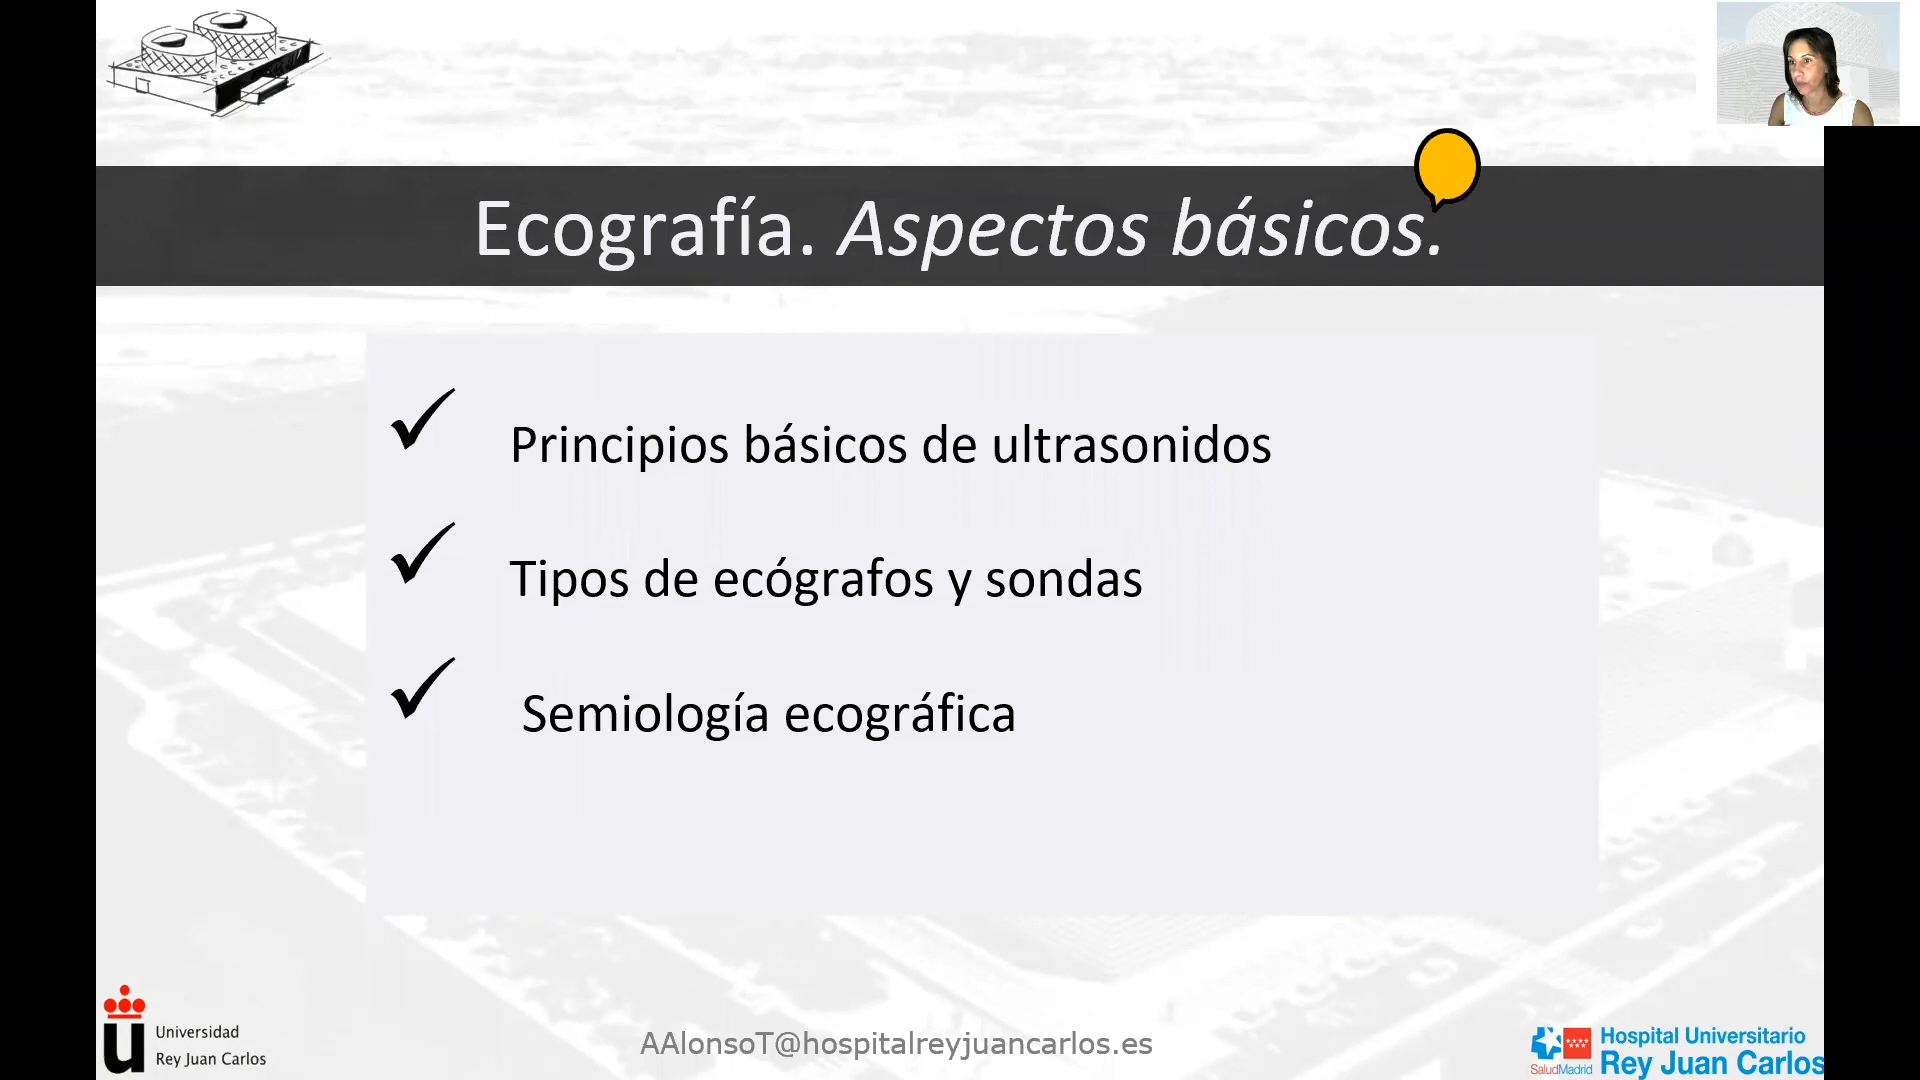 Ecografía. Aspectos básicos.
✓ Principios básicos de ultrasonidos
✓ Tipos de ecógrafos y sondas
✓ Semiología ecográfica
Universidad
Rey Juan Carlos
AAlonsoT@hospitalreyjuancarlos.es
SaludMadrid
Hospital Universitario
Rey Juan Carlos